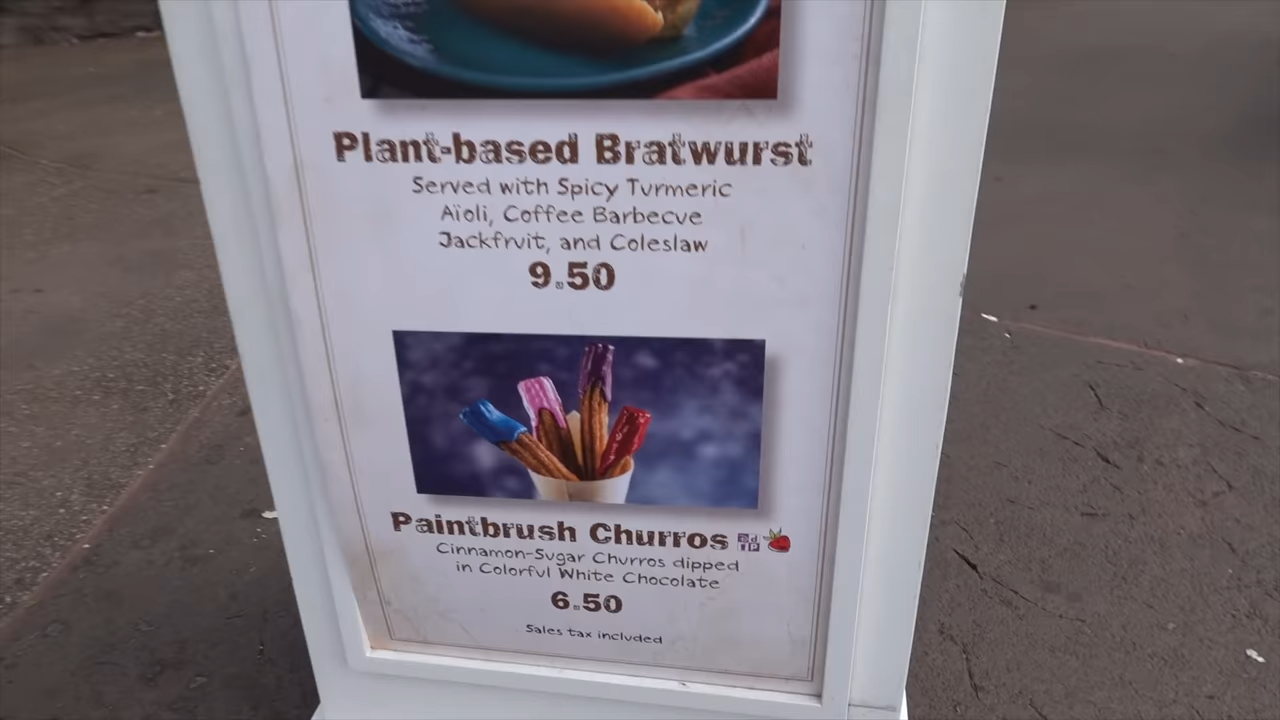 Plant-based Bratwurst
Served with Spicy Turmeric
Aïoli, Coffee Barbecue
Jackfruit, and Coleslaw
9.50
Paintbrush Churros
Cinnamon-Sugar Churros dipped
in Colorful White Chocolate
6.50
Sales tax included